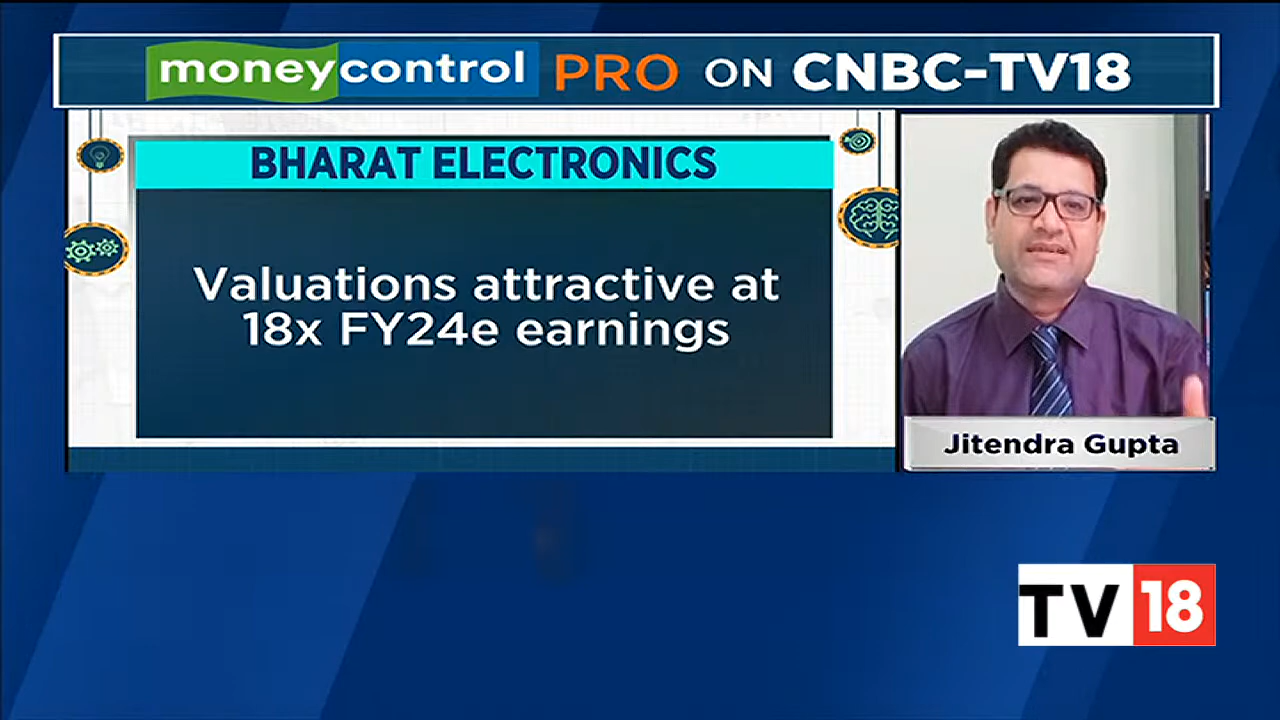 moneycontrol PRO ON CNBC-TV18
BHARAT ELECTRONICS
Valuations attractive at
18x FY24e earnings
Jitendra Gupta
TV18